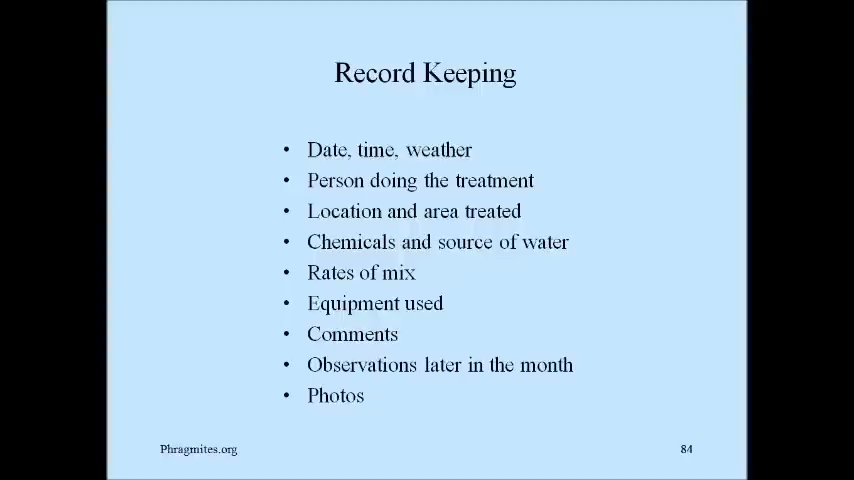 Record Keeping
• Date, time, weather
• Person doing the treatment
• Location and area treated
• Chemicals and source of water
• Rates of mix
• Equipment used
• Comments
• Observations later in the month
• Photos
Phragmites.org 84